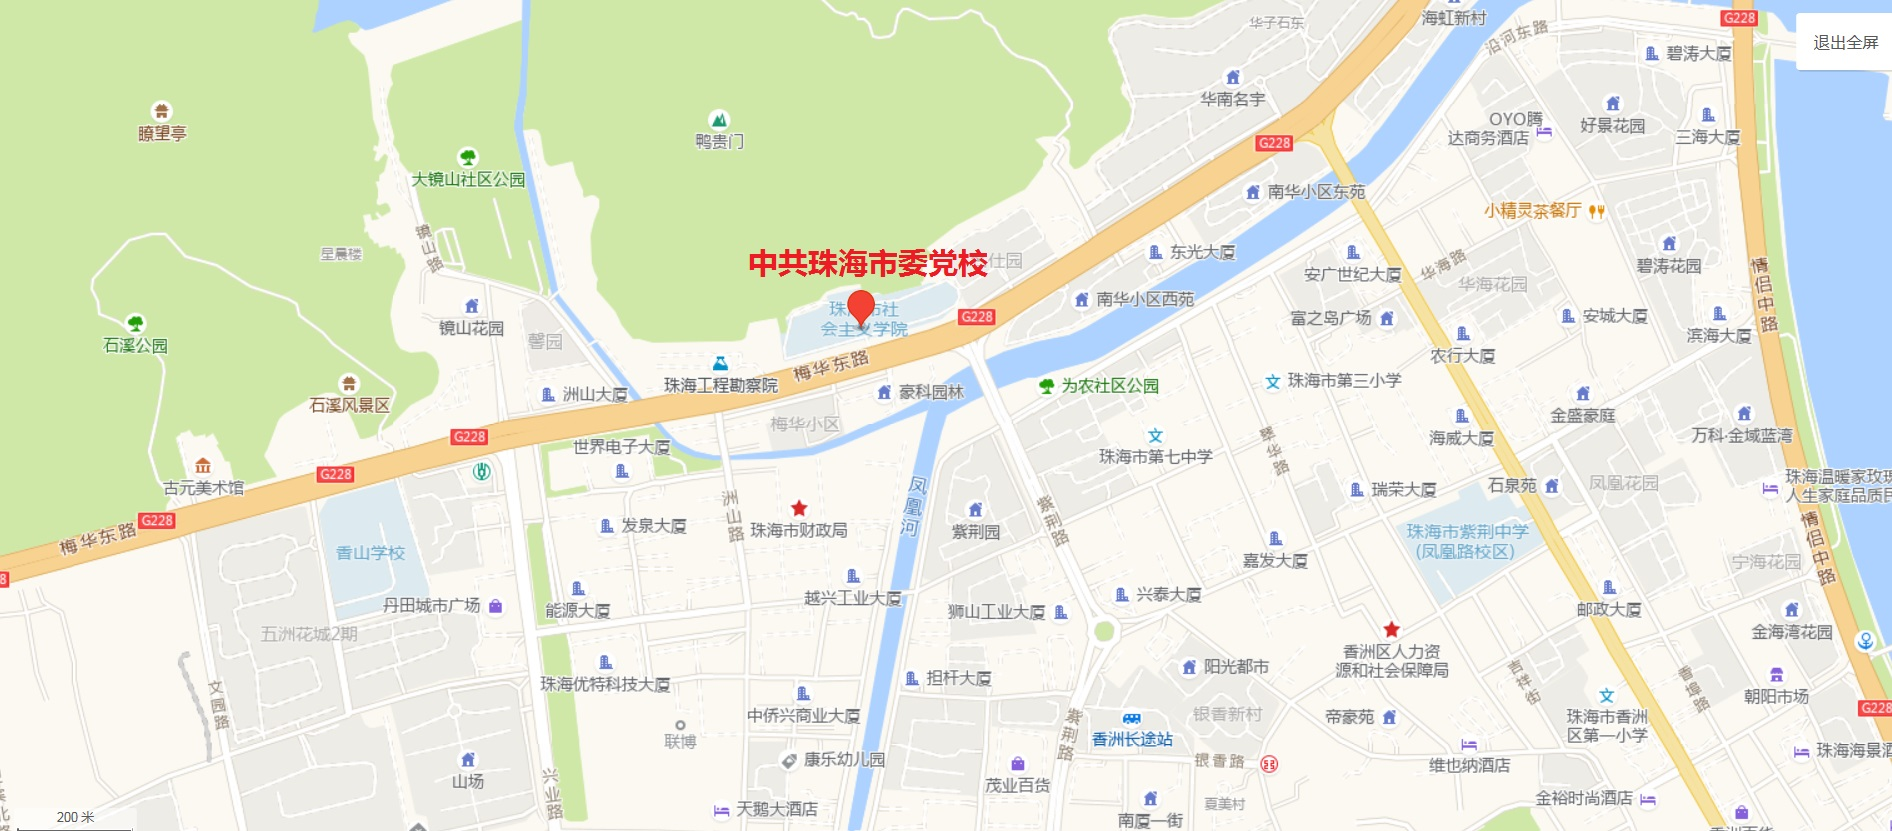 海虹新村
G228
沿河东路
华子石东
退出全屏
碧涛大厦
华南名宇
OYO腾
达商务酒店
好景花园
三海大厦
瞭望亭
鸭贵门
G228
大镜山社区公园
南华小区东苑
小精灵茶餐厅
镜山路
星晨楼
中共珠海市委党校
仕园
东光大厦
安广世纪大厦
华海路
华海花园
碧涛花园
情侣中路
南华小区西苑
珠海市社
会主义学院
G228
富之岛广场
安城大厦
滨海大厦
石溪公园
镜山花园
馨园
农行大厦
梅华东路
珠海工程勘察院
豪科园林
为农社区公园
珠海市第三小学
石溪风景区
洲山大厦
金盛豪庭
梅华小区
G228
世界电子大厦
海威大厦
万科·金域蓝湾
翠华路
珠海市第七中学
G228
古元美术馆
瑞荣大厦
石泉苑
凤凰花园
珠海温暖家玫瑰
人生家庭品质民
洲山路
凤凰河
紫荆路
G228
梅华东路
发泉大厦
珠海市财政局
紫荆园
珠海市紫荆中学
(凤凰路校区)
情侣中路
香山学校
嘉发大厦
宁海花园
丹田城市广场
能源大厦
越兴工业大厦
狮山工业大厦
兴泰大厦
邮政大厦
五洲花城2期
金海湾花园
香洲区人力资
源和社会保障局
阳光都市
吉祥街
香埠路
文园路
珠海优特科技大厦
担杆大厦
朝阳市场
中侨兴商业大厦
紫荆路
银香新村
帝豪苑
珠海市香洲
区第一小学
G228
联博
香洲长途站
康乐幼儿园
银香路
维也纳酒店
珠海海景酒
山场
兴业路
茂业百货
夏美村
金裕时尚酒店
天鹅大酒店
南厦一街
200 米